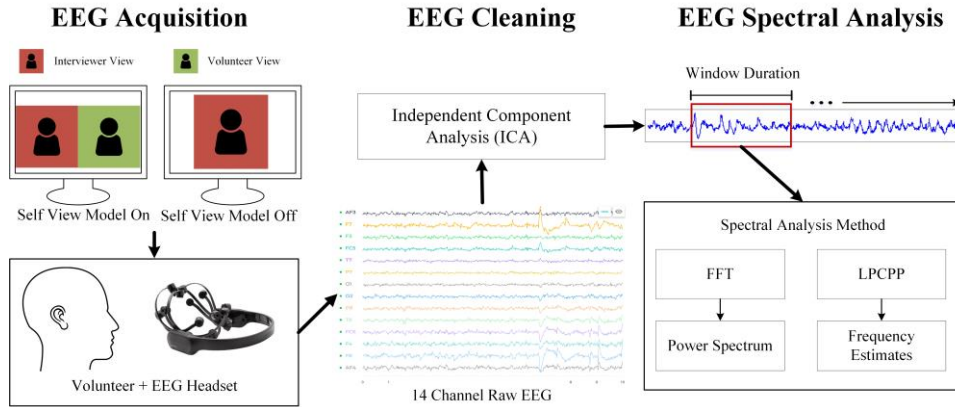 EEG Acquisition
EEG Cleaning
EEG Spectral Analysis
Interviewer View
Volunteer View
Self View Model On
Self View Model Off
Volunteer + EEG Headset
Independent Component
Analysis (ICA)
14 Channel Raw EEG
Window Duration
Spectral Analysis Method
FFT
LPCPP
Power Spectrum
Frequency
Estimates